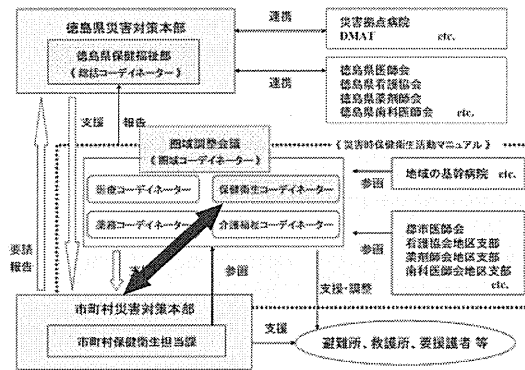 徳島県災害対策本部
徳島県保健福祉部
《 総括コーディネーター 》
連携
災害拠点病院
DMAT etc.
連携
徳島県医師会
徳島県看護協会
徳島県薬剤師会
徳島県歯科医師会 etc.
支援
報告
圏域調整会議
《 圏域コーディネーター 》
《 災害時保健衛生活動マニュアル 》
医療コーディネーター
保健衛生コーディネーター
薬務コーディネーター
介護福祉コーディネーター
参画
地域の基幹病院 etc.
参画
郡市医師会
看護協会地区支部
薬剤師会地区支部
歯科医師会地区支部
etc.
要請
報告
参画
支援・調整
市町村災害対策本部
市町村保健衛生担当課
支援
避難所、救護所、要援護者 等